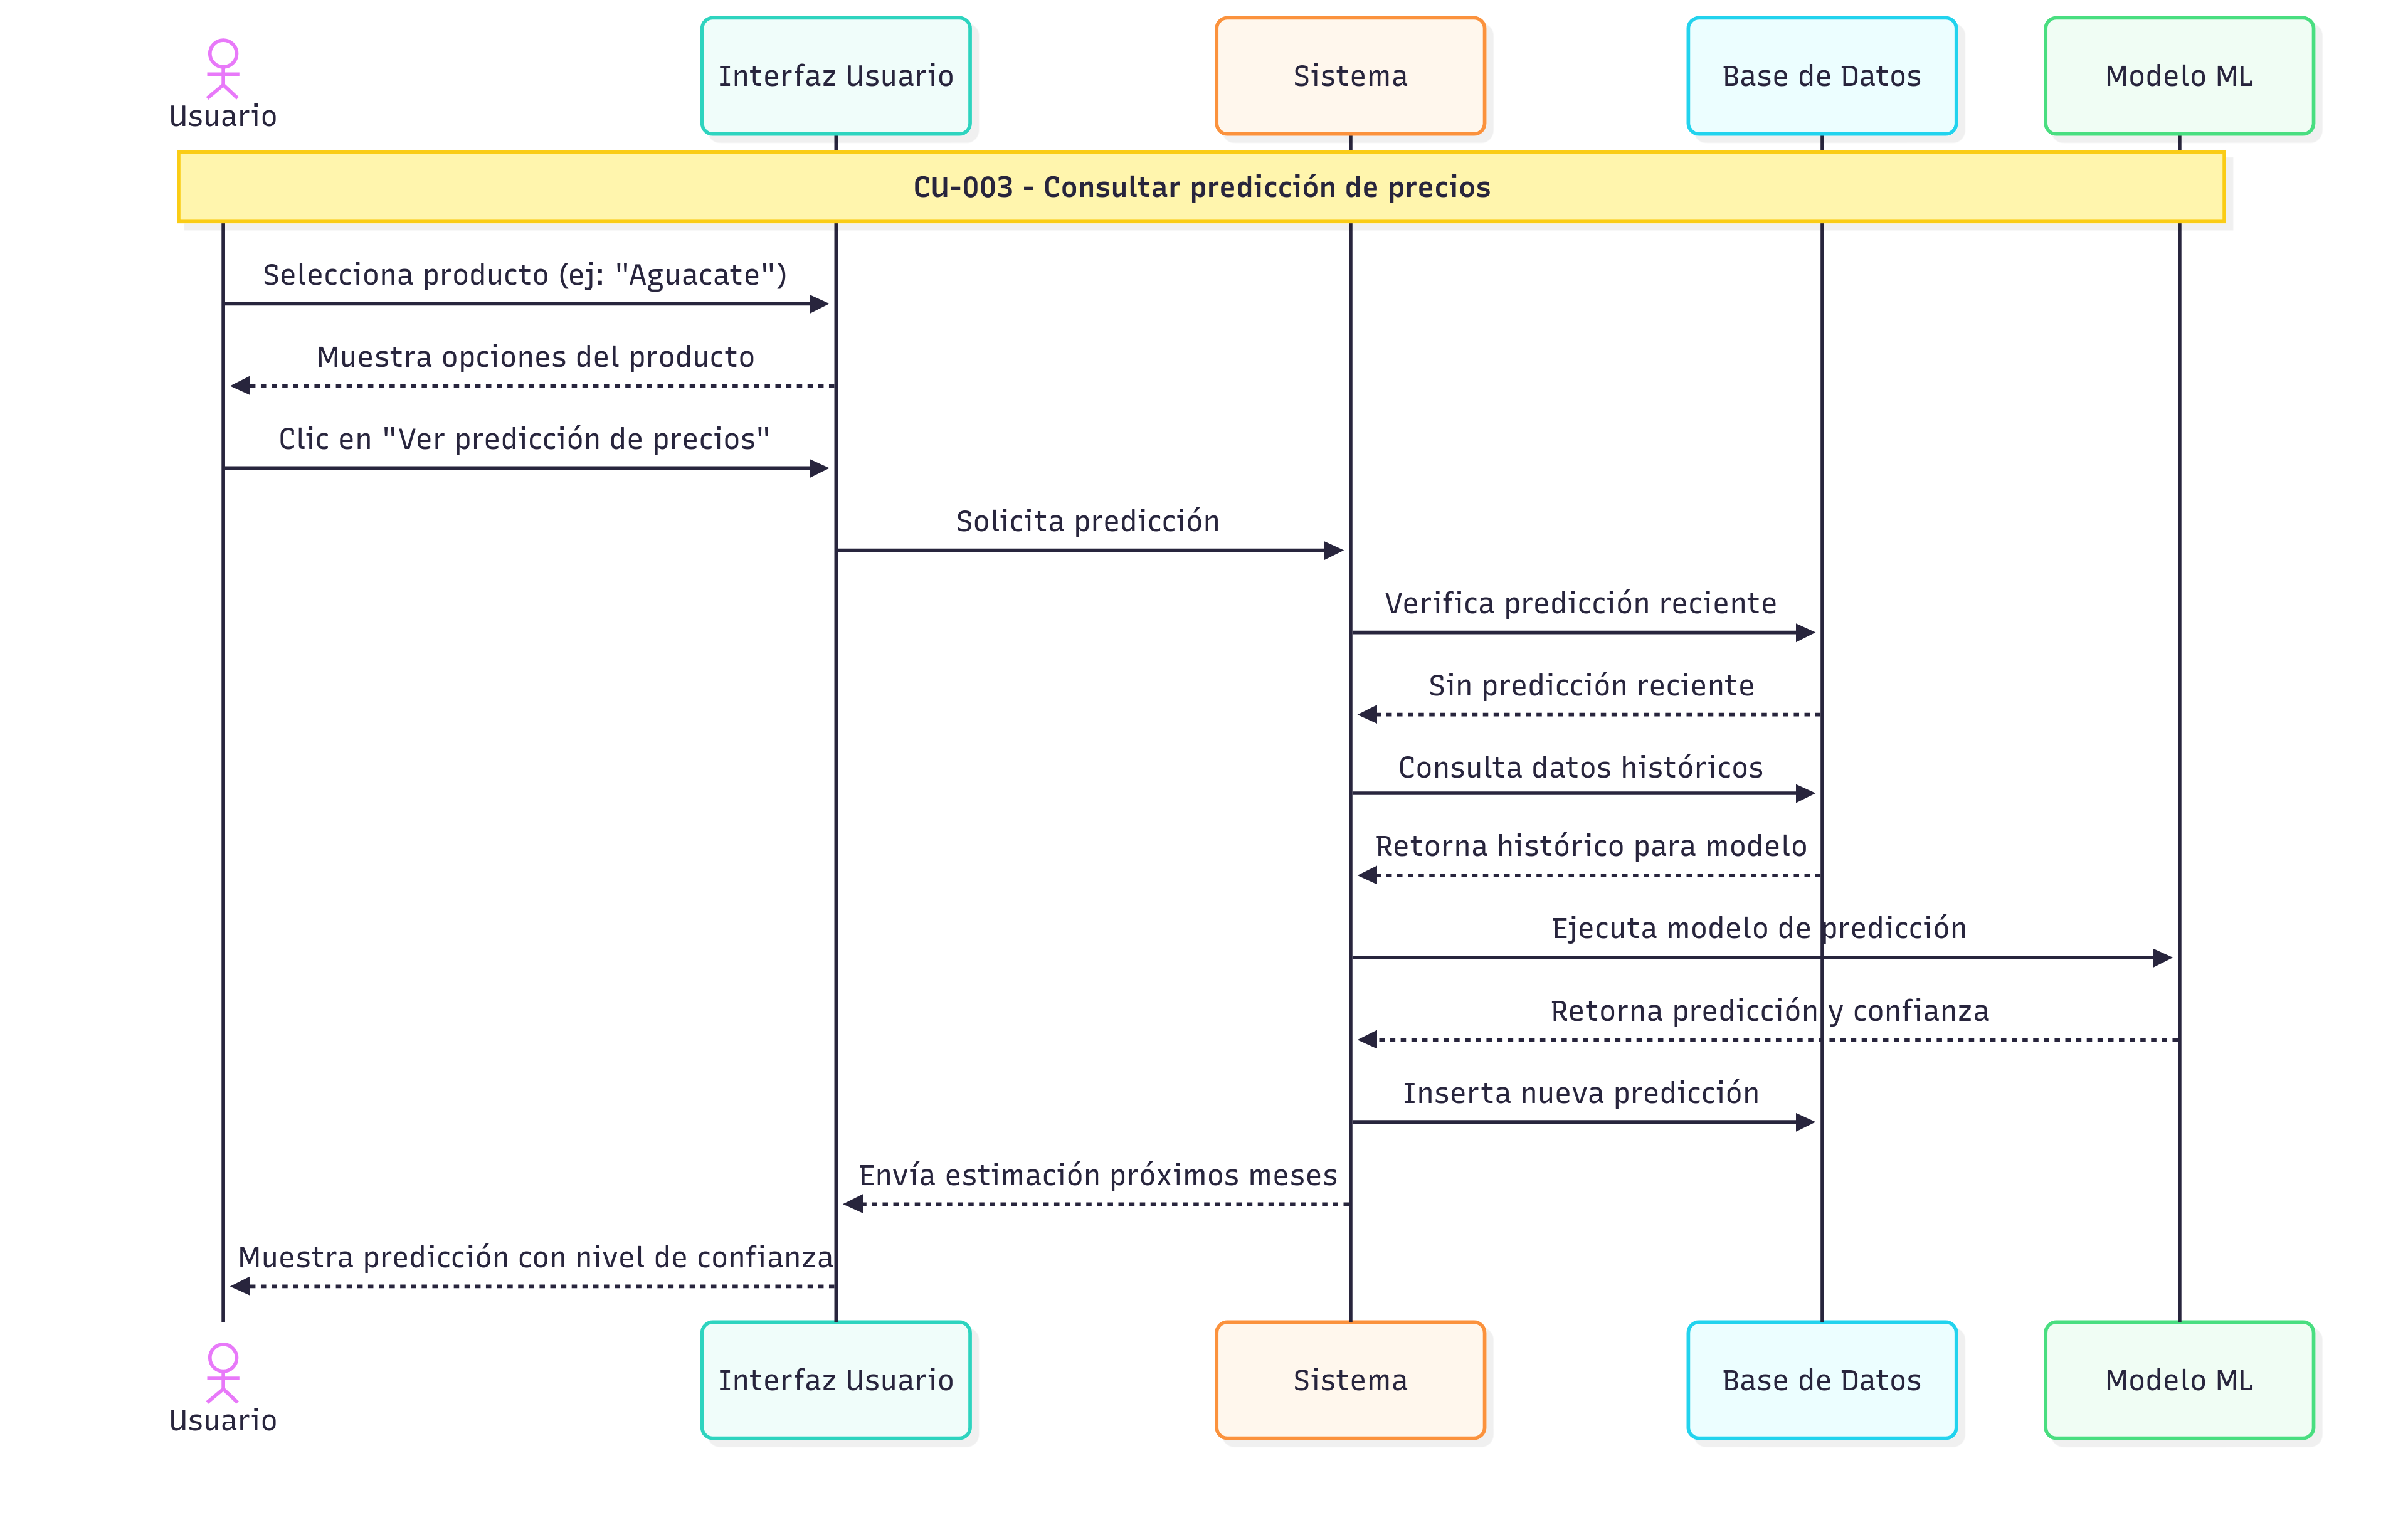 Usuario
Interfaz Usuario
Sistema
Base de Datos
Modelo ML
CU-003 - Consultar predicción de precios
Selecciona producto (ej: "Aguacate")
Muestra opciones del producto
Clic en "Ver predicción de precios"
Solicita predicción
Verifica predicción reciente
Sin predicción reciente
Consulta datos históricos
Retorna histórico para modelo
Ejecuta modelo de predicción
Retorna predicción y confianza
Inserta nueva predicción
Envía estimación próximos meses
Muestra predicción con nivel de confianza
Usuario
Interfaz Usuario
Sistema
Base de Datos
Modelo ML